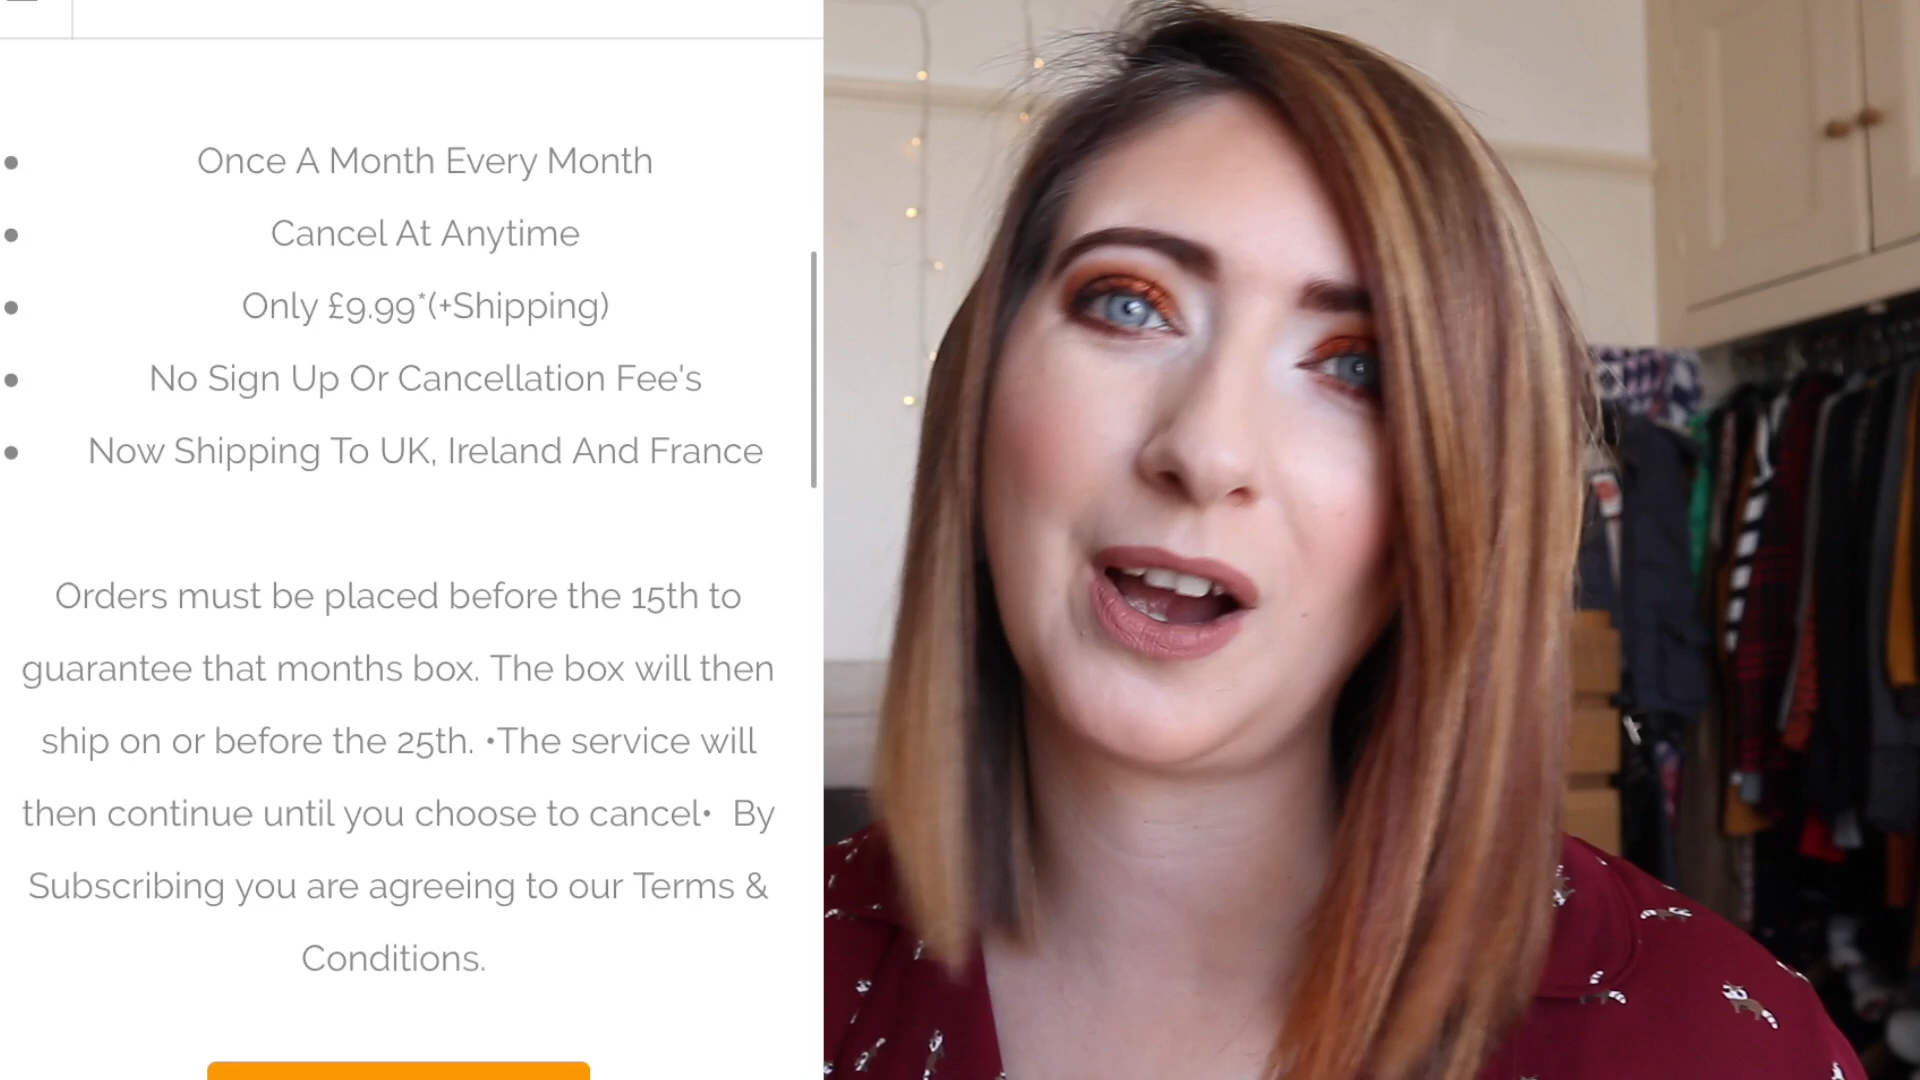 Once A Month Every Month
Cancel At Anytime
Only £9.99*(+Shipping)
No Sign Up Or Cancellation Fee's
Now Shipping To UK, Ireland And France
Orders must be placed before the 15th to
guarantee that months box. The box will then
ship on or before the 25th. •The service will
then continue until you choose to cancel•  By
Subscribing you are agreeing to our Terms &
Conditions.